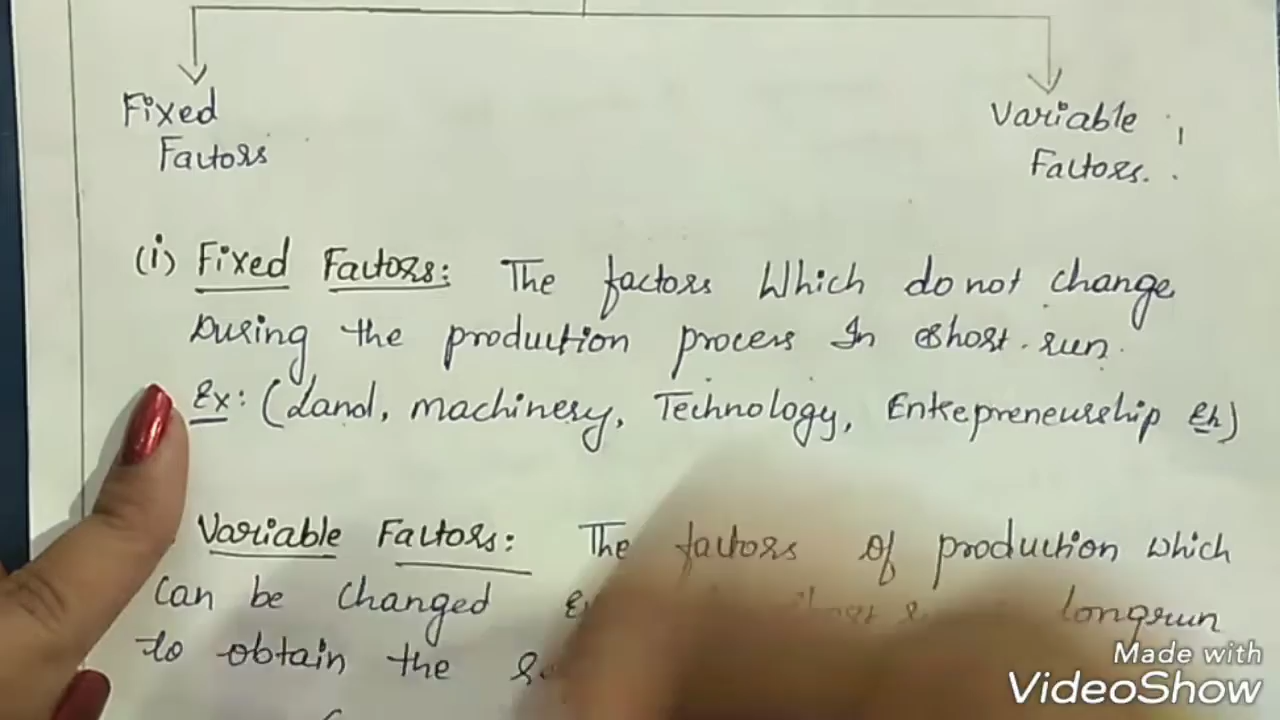 Fixed
Factors
Variable
Factors.
(i) Fixed Factors: The factors Which do not change
During the production process In Short run.
Ex: (Land, machinery, Technology, Entrepreneurship
Variable Factors: The factors of production which
can be changed longrun
to obtain the
Made with
VideoShow